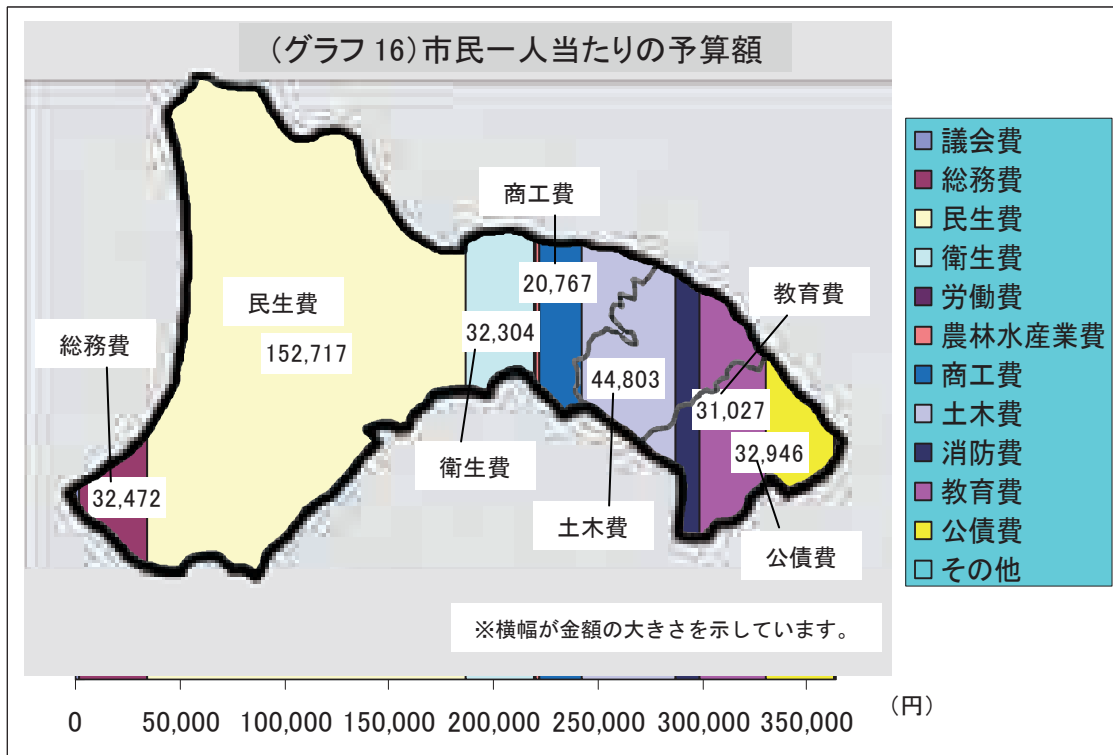 (グラフ 16)市民一人当たりの予算額
商工費
20,767
教育費
31,027
民生費
152,717
総務費
32,472
32,304
衛生費
44,803
土木費
32,946
公債費
議会費
総務費
民生費
衛生費
労働費
農林水産業費
商工費
土木費
消防費
教育費
公債費
その他
※横幅が金額の大きさを示しています。
0 50,000 100,000 150,000 200,000 250,000 300,000 350,000
(円)